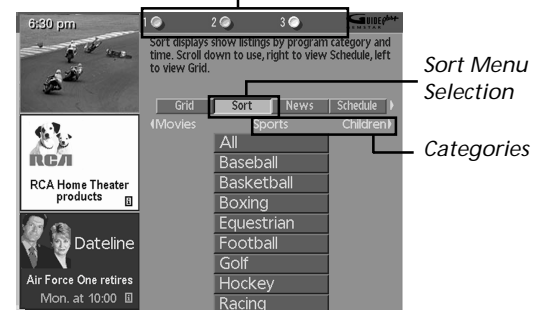 6:30 pm
1 2 3
GUIDE plus+
GEMSTAR
Sort displays show listings by program category and
time. Scroll down to use, right to view Schedule, left
to view Grid.
Sort Menu
Selection
Grid Sort News Schedule
Movies Sports Children
Categories
All
Baseball
Basketball
Boxing
Equestrian
Football
Golf
Hockey
Racing
RCA
RCA Home Theater
products
Dateline
Air Force One retires
Mon. at 10:00